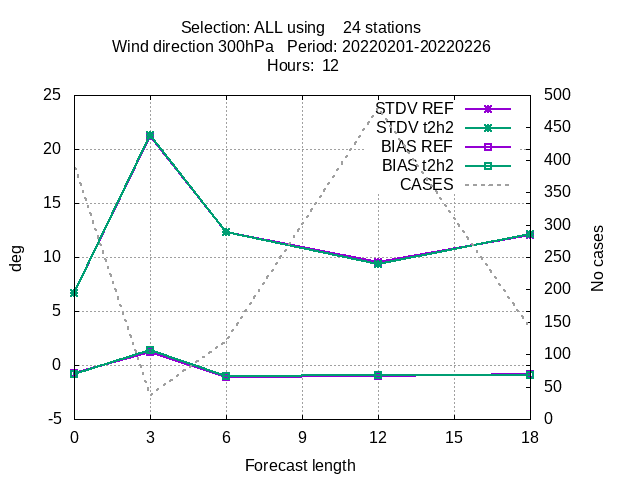 Selection: ALL using    24 stations
Wind direction 300hPa   Period: 20220201-20220226
Hours:  12
25
20
15
10
5
0
-5
deg
500
450
400
350
300
250
200
150
100
50
0
No cases
STDV REF
STDV t2h2
BIAS REF
BIAS t2h2
CASES
0
3
6
9
12
15
18
Forecast length